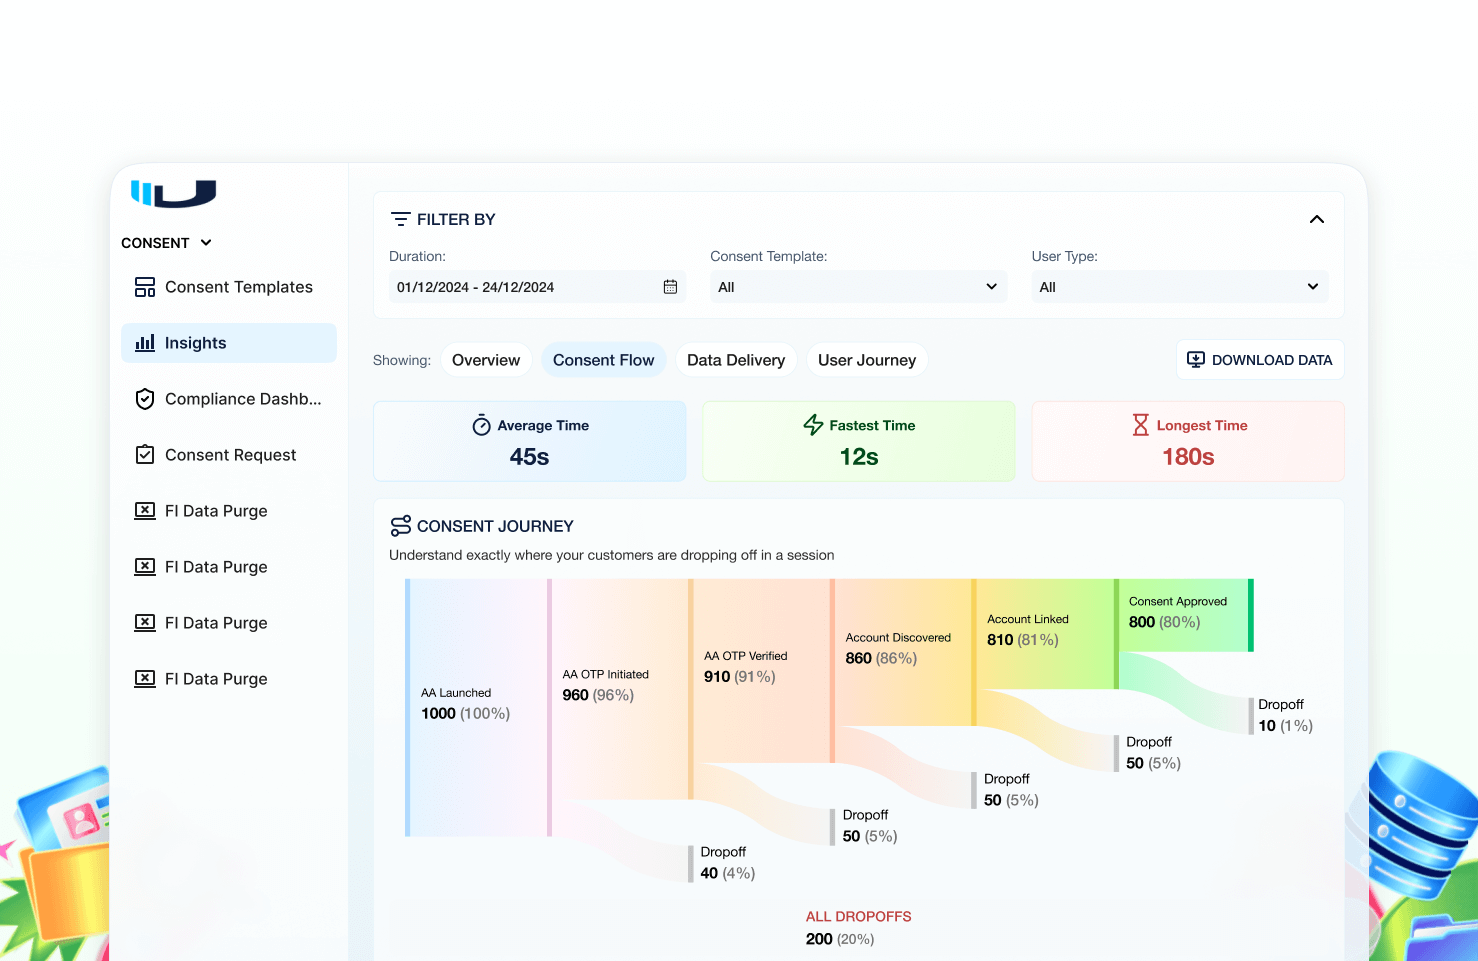 CONSENT
Consent Templates
Insights
Compliance Dashb...
Consent Request
FI Data Purge
FI Data Purge
FI Data Purge
FI Data Purge
FILTER BY
Duration:
01/12/2024 - 24/12/2024
Consent Template:
All
User Type:
All
Showing:
Overview
Consent Flow
Data Delivery
User Journey
DOWNLOAD DATA
Average Time
45s
Fastest Time
12s
Longest Time
180s
CONSENT JOURNEY
Understand exactly where your customers are dropping off in a session
AA Launched
1000 (100%)
AA OTP Initiated
960 (96%)
AA OTP Verified
910 (91%)
Account Discovered
860 (86%)
Account Linked
810 (81%)
Consent Approved
800 (80%)
Dropoff
10 (1%)
Dropoff
50 (5%)
Dropoff
50 (5%)
Dropoff
50 (5%)
Dropoff
40 (4%)
ALL DROPOFFS
200 (20%)